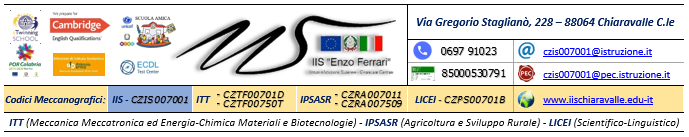 Twinning
SCHOOL
We prepare for
Cambridge
English Qualifications
SCUOLA AMICA
POR Calabria
ECDL
Test Center
IIS "Enzo Ferrari"
Via Gregorio Staglianò, 228 – 88064 Chiaravalle C.le
0697 91023
czis007001@istruzione.it
85000530791
PEC
czis007001@pec.istruzione.it
Codici Meccanografici: IIS - CZIS007001 ITT - CZTF00701D IPSASR - CZRA007011 LICEI - CZPS00701B www.iischiaravalle.edu-it
- CZTF00750T - CZRA007509
ITT (Meccanica Meccatronica ed Energia-Chimica Materiali e Biotecnologie) - IPSASR (Agricoltura e Sviluppo Rurale) - LICEI (Scientifico-Linguistico)